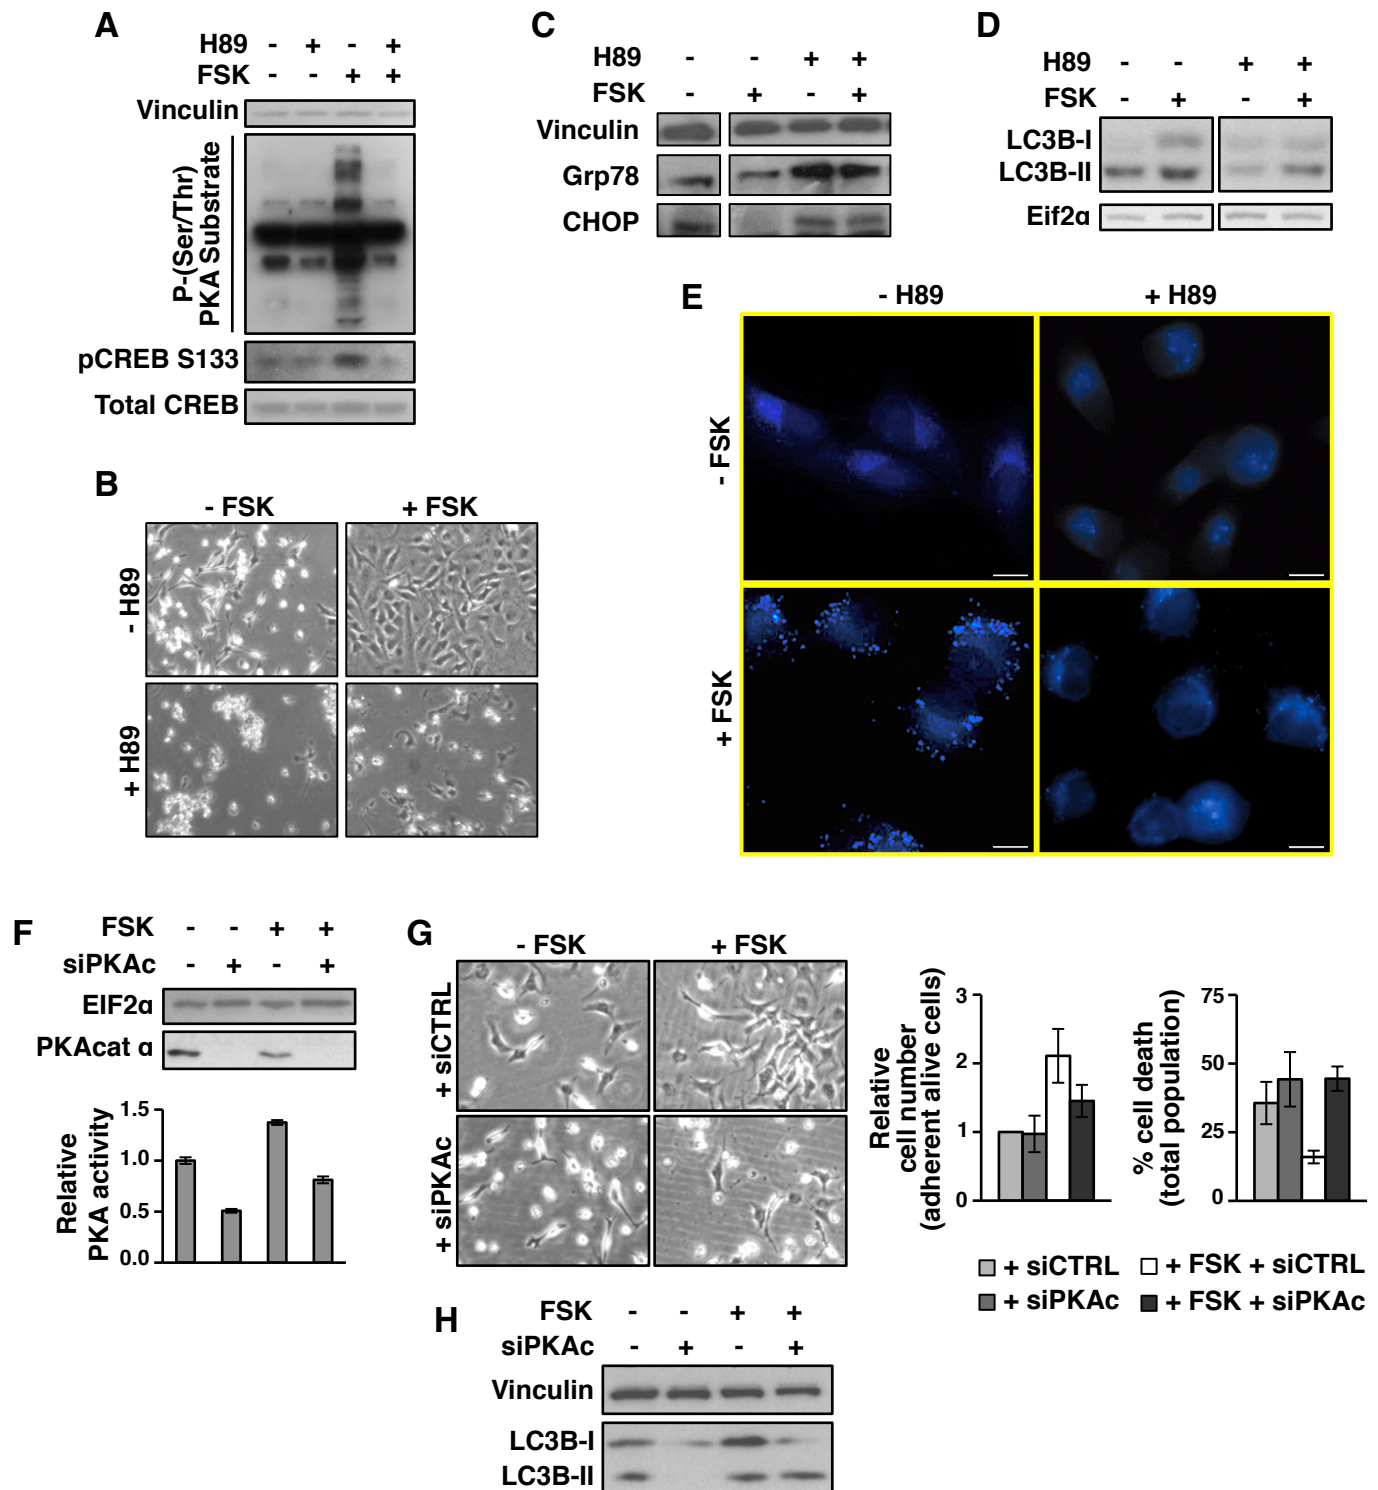 A
H89 - + - +
FSK - - + +
Vinculin
P-(Ser/Thr)
PKA Substrate
pCREB S133
Total CREB
B
- FSK + FSK
- H89
+ H89
C
H89 - - + +
FSK - + - +
Vinculin
Grp78
CHOP
D
H89 - - + +
FSK - + - +
LC3B-I
LC3B-II
Eif2α
E
- H89 + H89
- FSK
+ FSK
F
FSK - - + +
siPKAc - + - +
EIF2α
PKAcat α
Relative
PKA activity
1.5
1.0
0.5
0.0
G
- FSK + FSK
+ siCTRL
+ siPKAc
Relative
cell number
(adherent alive cells)
3
2
1
0
% cell death
(total population)
75
50
25
0
+ siCTRL + FSK + siCTRL
+ siPKAc + FSK + siPKAc
H
FSK - - + +
siPKAc - + - +
Vinculin
LC3B-I
LC3B-II